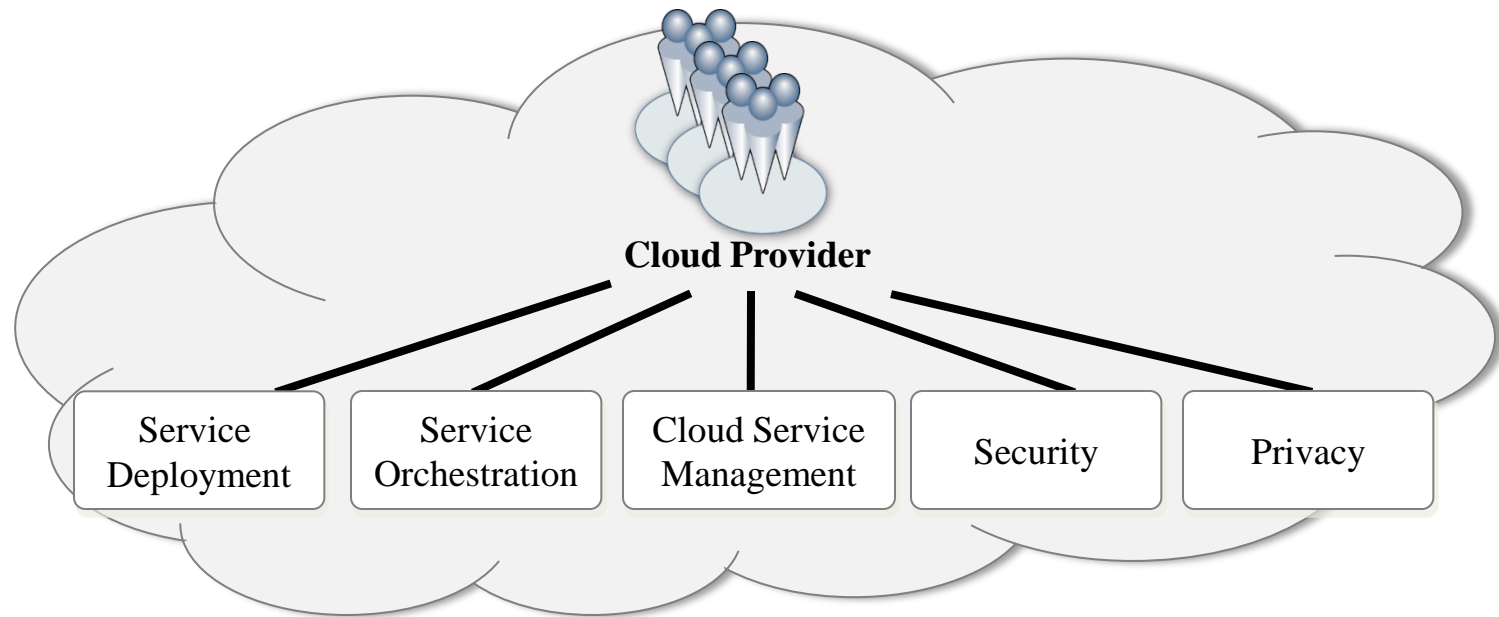 Cloud Provider
Service
Deployment
Service
Orchestration
Cloud Service
Management
Security
Privacy